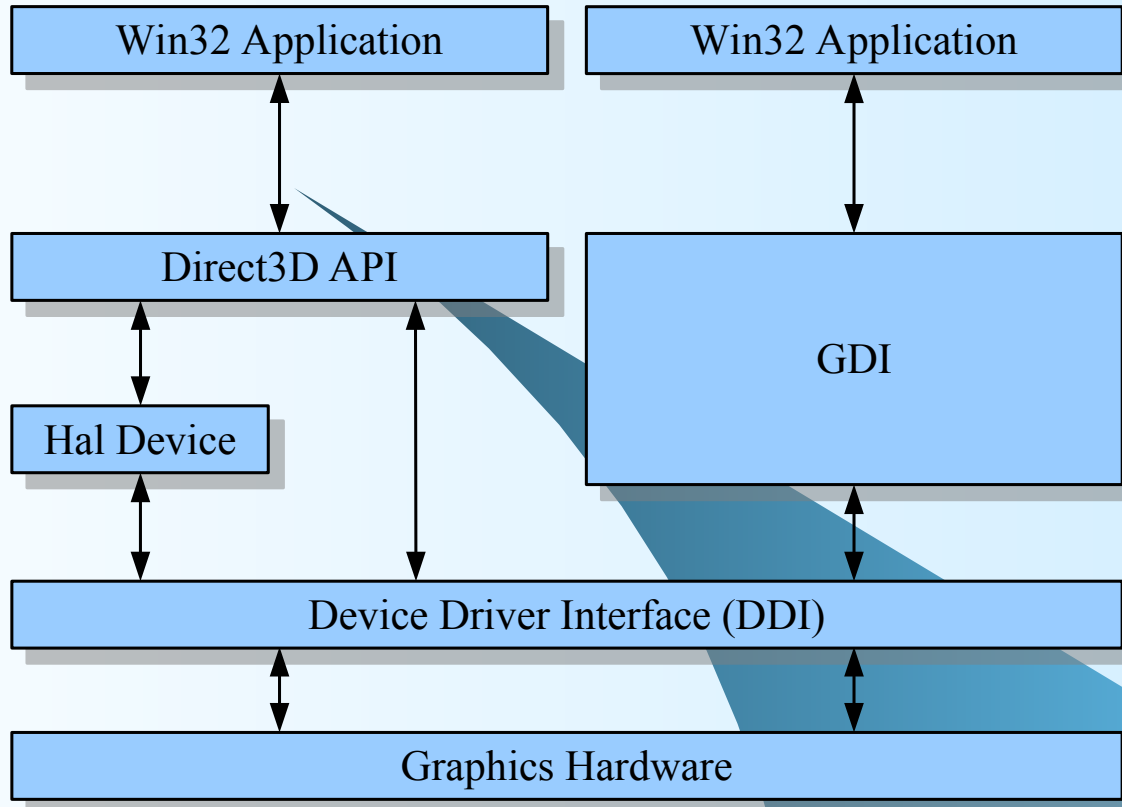 Win32 Application
Win32 Application
Direct3D API
GDI
Hal Device
Device Driver Interface (DDI)
Graphics Hardware